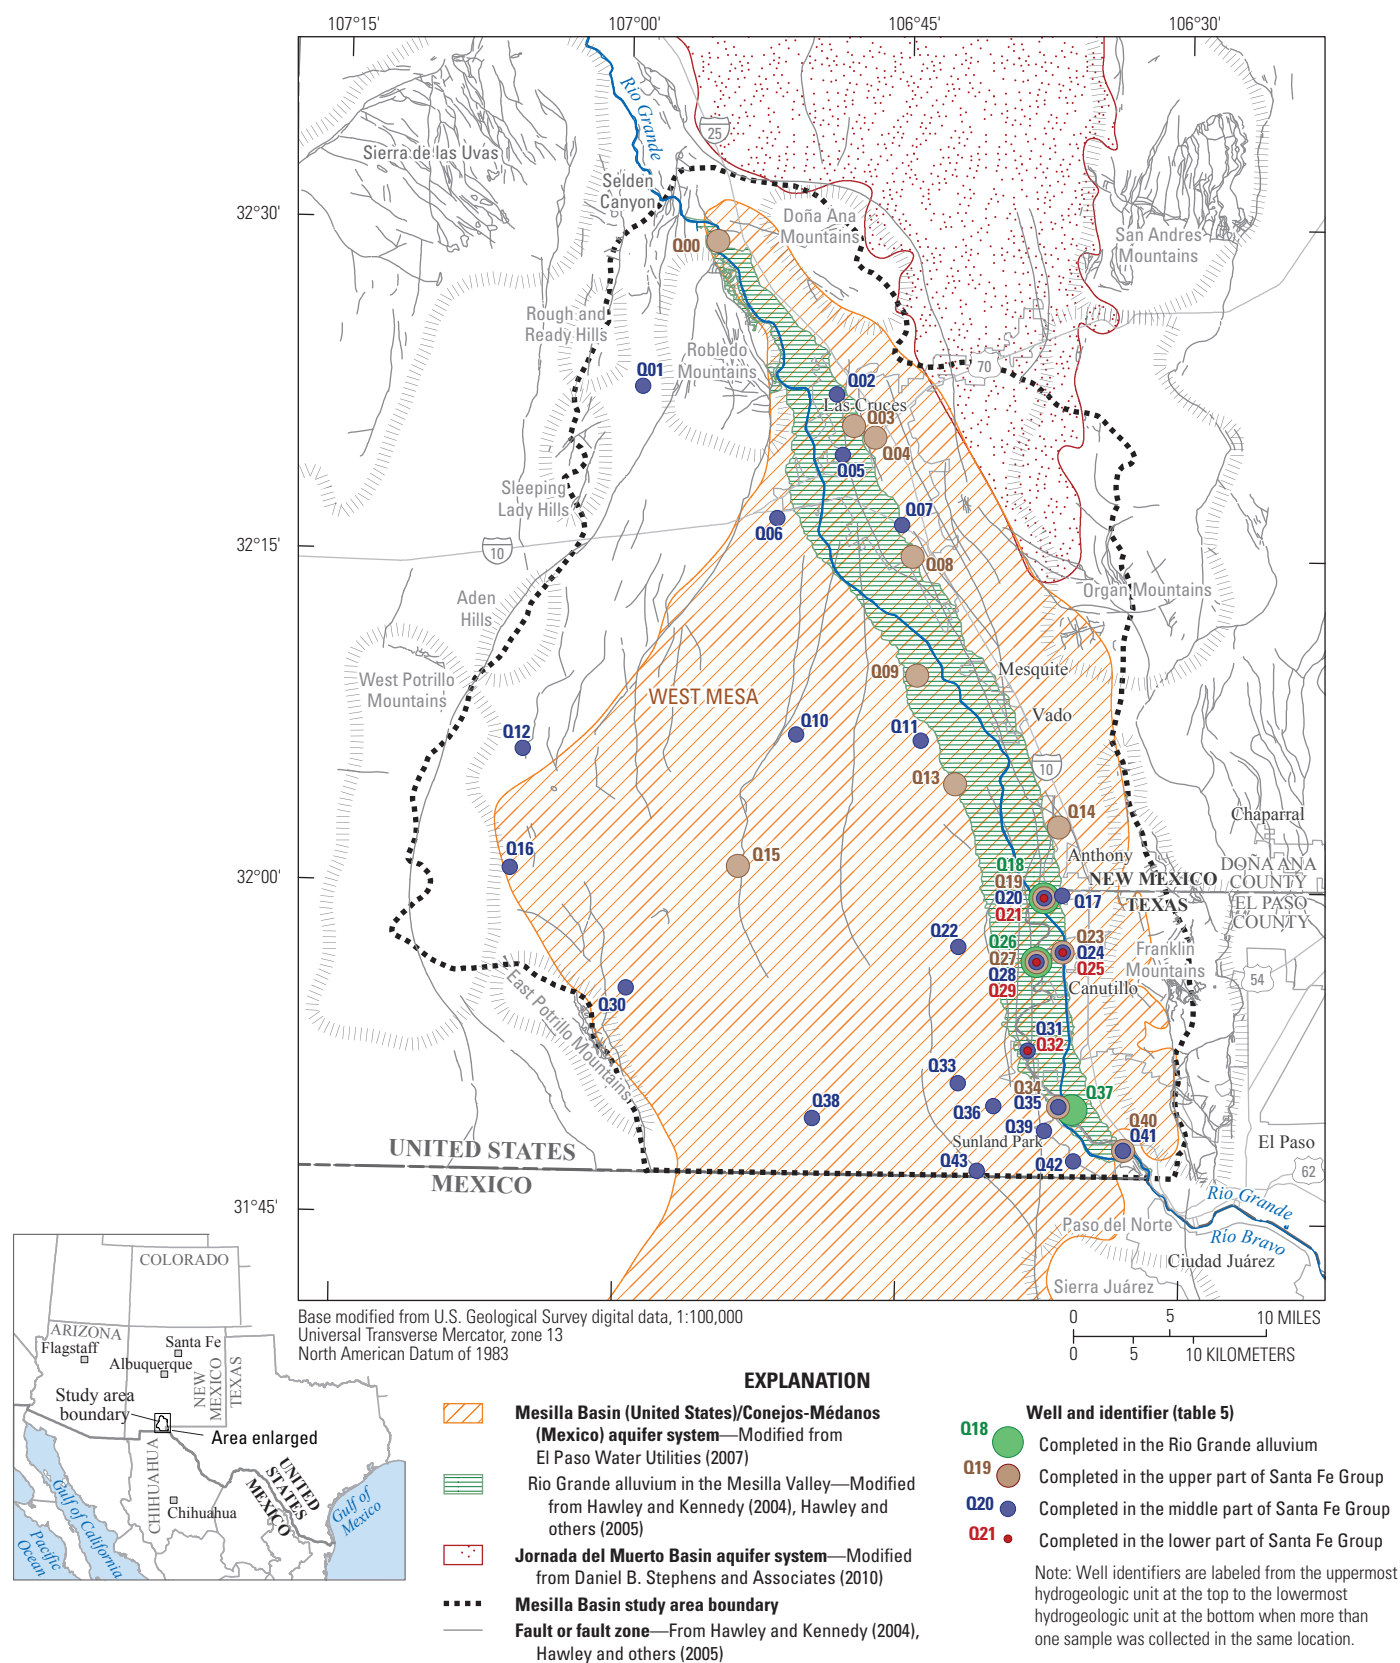 107°15'
107°00'
106°45'
106°30'
Rio Grande
25
Sierra de las Uvas
Selden
Canyon
32°30'
Doña Ana
Mountains
San Andres
Mountains
Q00
Rough and
Ready Hills
Robledo
Mountains
70
Q01
Q02
Las Cruces
Q03
Q04
Q05
Sleeping
Lady Hills
Q07
Q06
32°15'
10
Q08
Organ Mountains
Aden
Hills
West Potrillo
Mountains
Q09
Mesquite
WEST MESA
Vado
Q12
Q10
Q11
10
Q13
Q14
Chaparral
Q16
Q15
Anthony
32°00'
Q18
Q19
Q20
Q21
NEW MEXICO
TEXAS
DOÑA ANA
COUNTY
EL PASO
COUNTY
Q17
Q22
Q26
Q27
Q28
Q29
Q23
Q24
Q25
Franklin
Mountains
54
Canutillo
Q30
East Potrillo Mountains
Q31
Q32
Q33
Q34
Q35
Q37
Q36
Q38
Q39
Q40
Q41
Sunland Park
El Paso
Q43
Q42
62
UNITED STATES
MEXICO
31°45'
Rio Grande
Río Bravo
Paso del Norte
Ciudad Juárez
Sierra Juárez
Base modified from U.S. Geological Survey digital data, 1:100,000
Universal Transverse Mercator, zone 13
North American Datum of 1983
0 5 10 MILES
0 5 10 KILOMETERS
COLORADO
ARIZONA
Flagstaff
Santa Fe
Albuquerque
NEW
MEXICO
TEXAS
Study area
boundary
Area enlarged
CHIHUAHUA
UNITED
STATES
MEXICO
Chihuahua
Gulf of California
Gulf of
Mexico
Pacific
Ocean
EXPLANATION
Mesilla Basin (United States)/Conejos-Médanos
(Mexico) aquifer system—Modified from
El Paso Water Utilities (2007)
Rio Grande alluvium in the Mesilla Valley—Modified
from Hawley and Kennedy (2004), Hawley and
others (2005)
Jornada del Muerto Basin aquifer system—Modified
from Daniel B. Stephens and Associates (2010)
Mesilla Basin study area boundary
Fault or fault zone—From Hawley and Kennedy (2004),
Hawley and others (2005)
Well and identifier (table 5)
Q18 Completed in the Rio Grande alluvium
Q19 Completed in the upper part of Santa Fe Group
Q20 Completed in the middle part of Santa Fe Group
Q21 Completed in the lower part of Santa Fe Group
Note: Well identifiers are labeled from the uppermost
hydrogeologic unit at the top to the lowermost
hydrogeologic unit at the bottom when more than
one sample was collected in the same location.